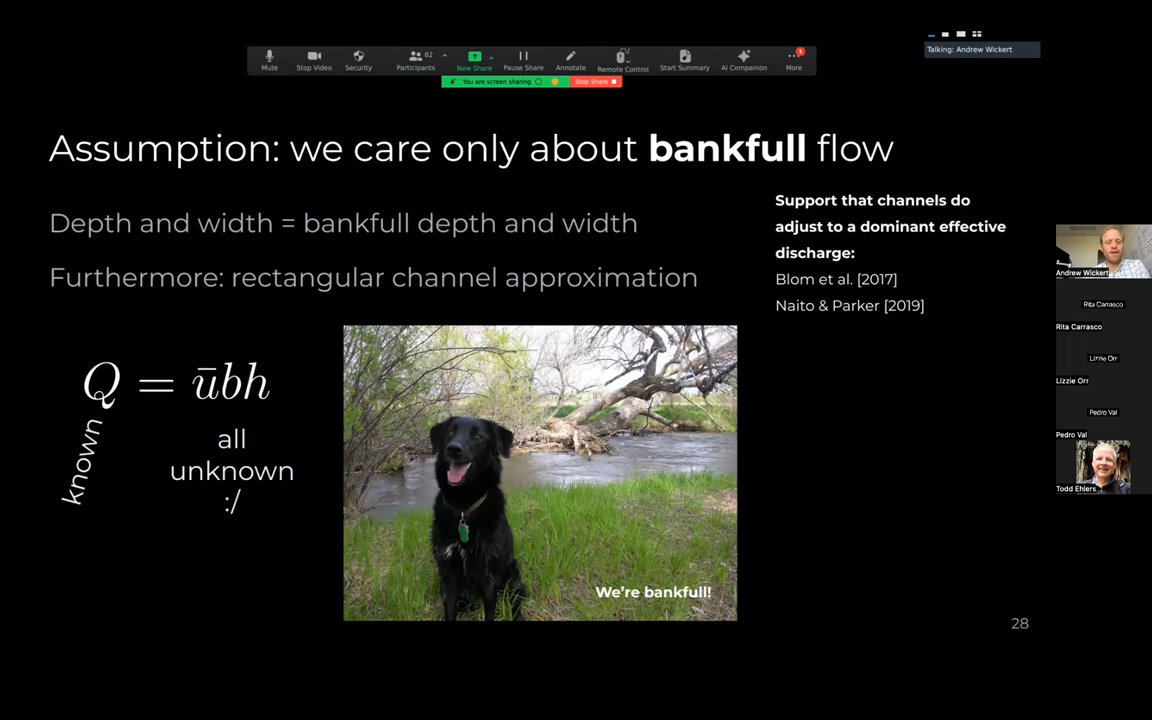 Talking: Andrew Wickert
Mute
Stop Video
Security
62
Participants
New Share
Pause Share
Annotate
Remote Control
Start Summary
AI Companion
1
More
You are screen sharing
Stop Share
Assumption: we care only about bankfull flow
Depth and width = bankfull depth and width
Furthermore: rectangular channel approximation
Q = ūbh
known
all
unknown
:/
We're bankfull!
Support that channels do
adjust to a dominant effective
discharge:
Blom et al. [2017]
Naito & Parker [2019]
28
Andrew Wickert
Rita Carrasco
Rita Carrasco
Lizzie Orr
Lizzie Orr
Pedro Val
Pedro Val
Todd Ehlers